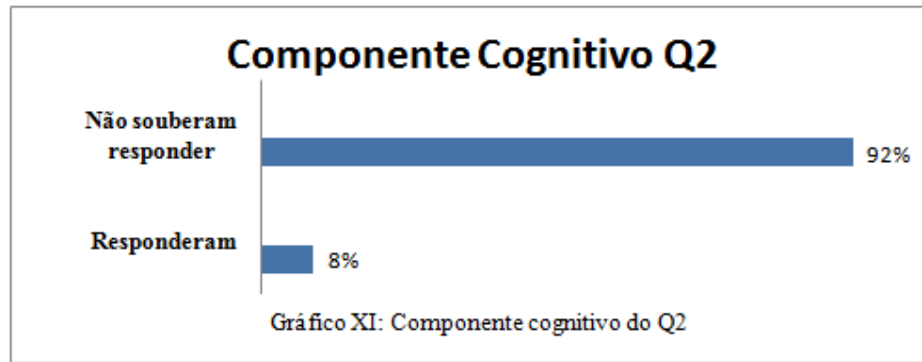 Componente Cognitivo Q2
Não souberam
responder
92%
Responderam
8%
Gráfico XI: Componente cognitivo do Q2